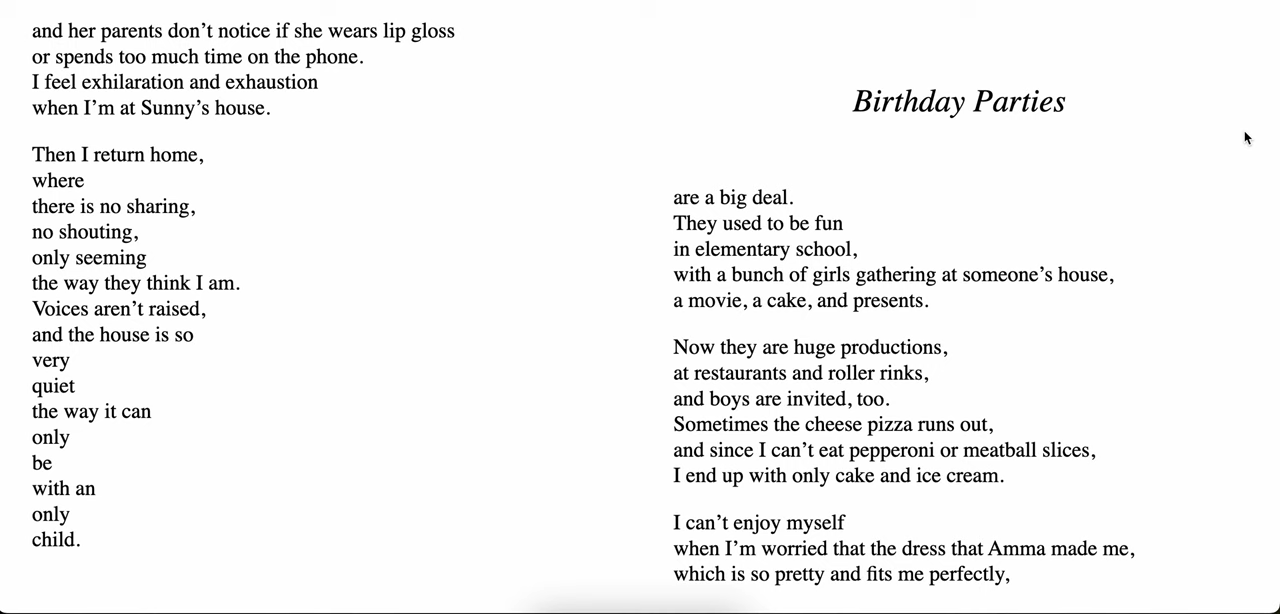 and her parents don’t notice if she wears lip gloss
or spends too much time on the phone.
I feel exhilaration and exhaustion
when I’m at Sunny’s house.
Then I return home,
where
there is no sharing,
no shouting,
only seeming
the way they think I am.
Voices aren’t raised,
and the house is so
very
quiet
the way it can
only
be
with an
only
child.
Birthday Parties
are a big deal.
They used to be fun
in elementary school,
with a bunch of girls gathering at someone’s house,
a movie, a cake, and presents.
Now they are huge productions,
at restaurants and roller rinks,
and boys are invited, too.
Sometimes the cheese pizza runs out,
and since I can’t eat pepperoni or meatball slices,
I end up with only cake and ice cream.
I can’t enjoy myself
when I’m worried that the dress that Amma made me,
which is so pretty and fits me perfectly,